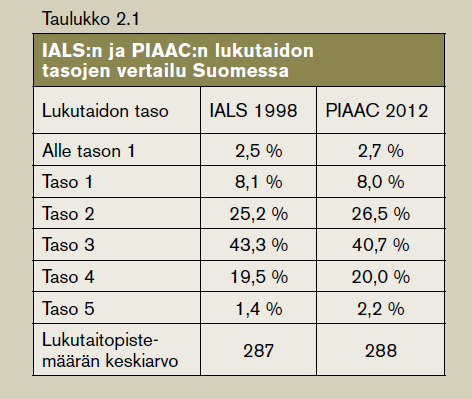 Taulukko 2.1
IALS:n ja PIAAC:n lukutaidon
tasojen vertailu Suomessa
Lukutaidon taso IALS 1998 PIAAC 2012
Alle tason 1 2,5 % 2,7 %
Taso 1 8,1 % 8,0 %
Taso 2 25,2 % 26,5 %
Taso 3 43,3 % 40,7 %
Taso 4 19,5 % 20,0 %
Taso 5 1,4 % 2,2 %
Lukutaitopiste-
määrän keskiarvo 287 288